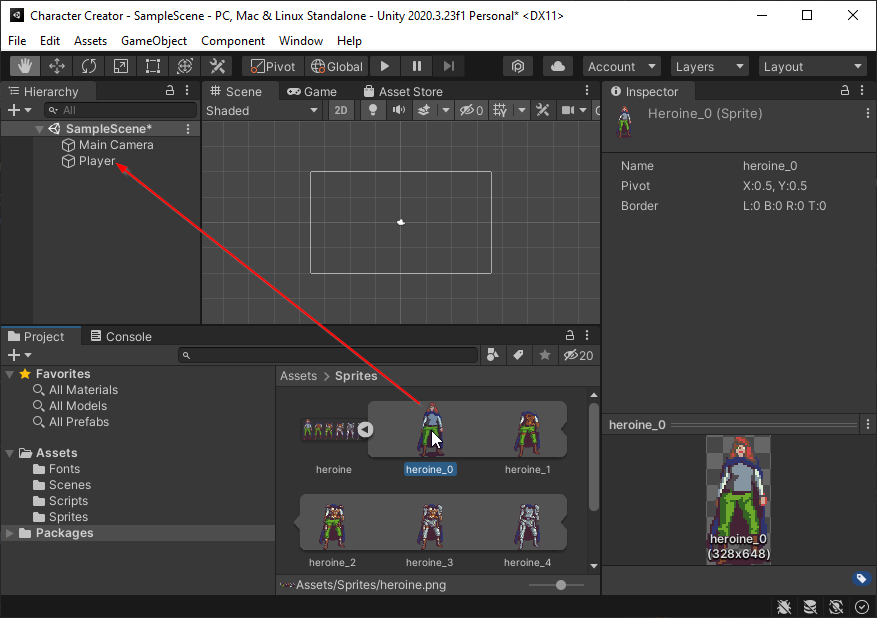 Character Creator - SampleScene - PC, Mac & Linux Standalone - Unity 2020.3.23f1 Personal* <DX11>
File Edit Assets GameObject Component Window Help
Pivot Global Account Layers Layout
Hierarchy
All
SampleScene*
Main Camera
Player
Scene Game Asset Store
Shaded 2D 0
Inspector
Heroine_0 (Sprite)
Name heroine_0
Pivot X:0.5, Y:0.5
Border L:0 B:0 R:0 T:0
Project Console
20
Favorites
All Materials
All Models
All Prefabs
Assets
Fonts
Scenes
Scripts
Sprites
Packages
Assets > Sprites
heroine heroine_0 heroine_1
heroine_2 heroine_3 heroine_4
Assets/Sprites/heroine.png
heroine_0
heroine_0
(328x648)